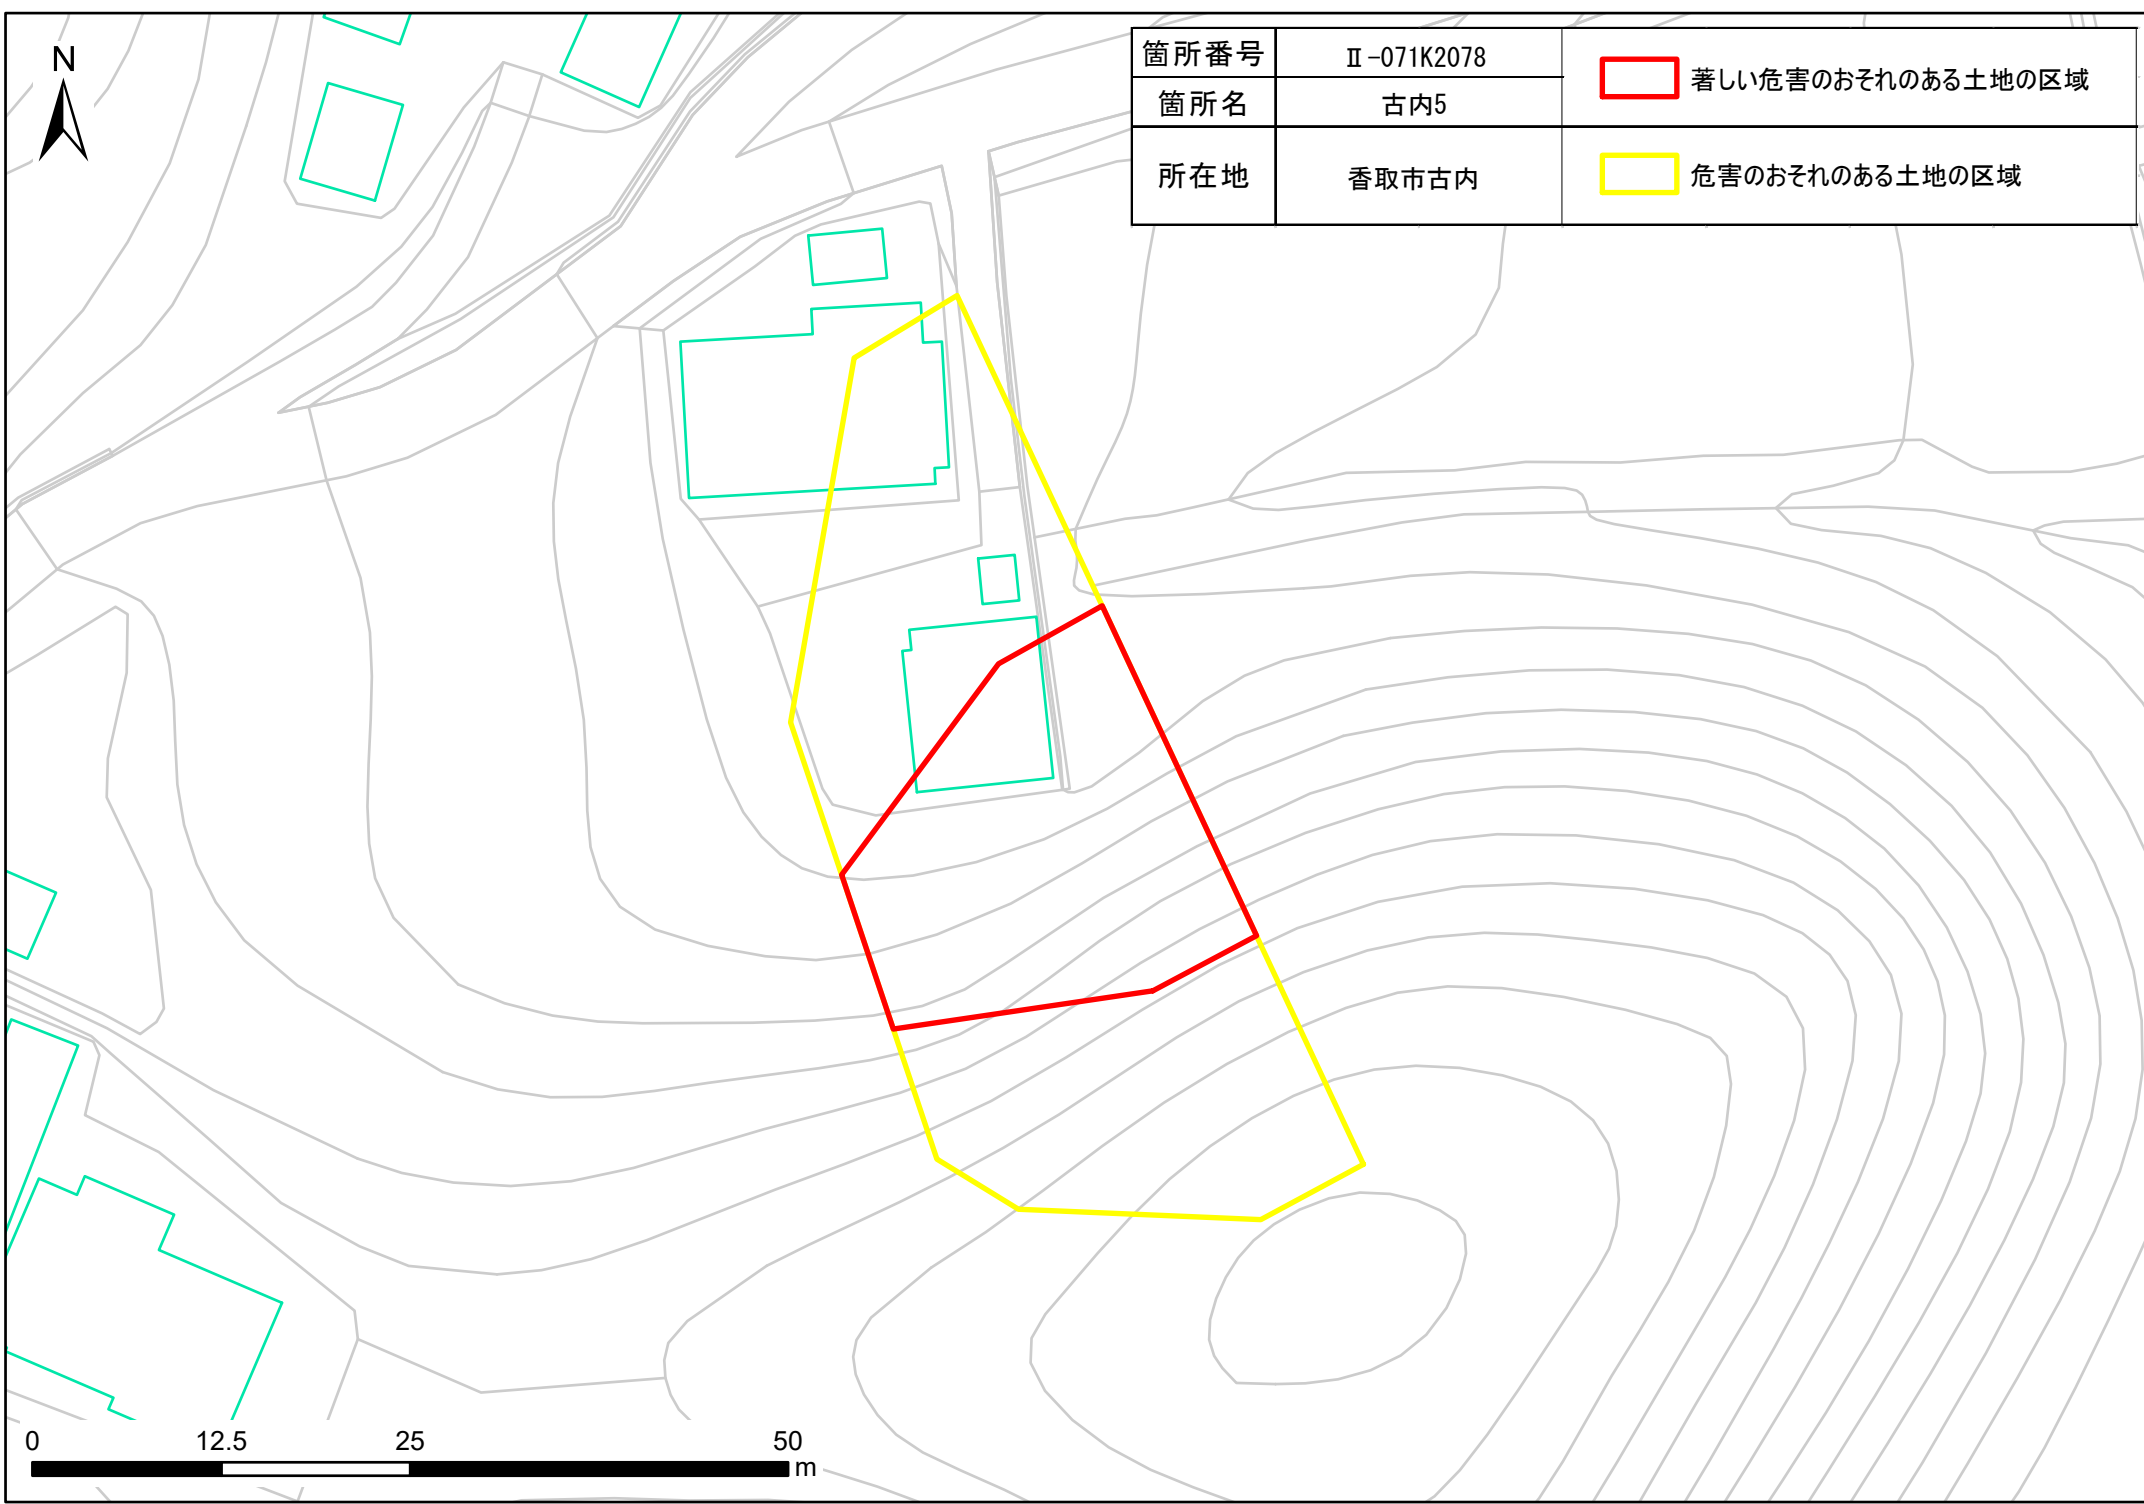 N
箇所番号 Ⅱ-071K2078
箇所名 古内5
所在地 香取市古内
著しい危害のおそれのある土地の区域
危害のおそれのある土地の区域
0 12.5 25 50
m